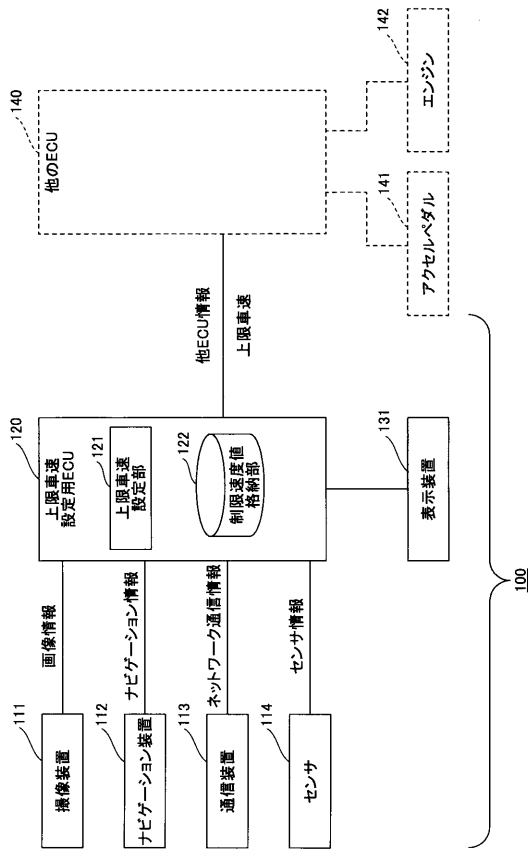 111
撮像装置
112
ナビゲーション装置
113
通信装置
114
センサ
画像情報
ナビゲーション情報
ネットワーク通信情報
センサ情報
120
上限車速
設定用ECU
121
上限車速
設定部
122
制限速度値
格納部
131
表示装置
他ECU情報
上限車速
140
他のECU
141
アクセルペダル
142
エンジン
100